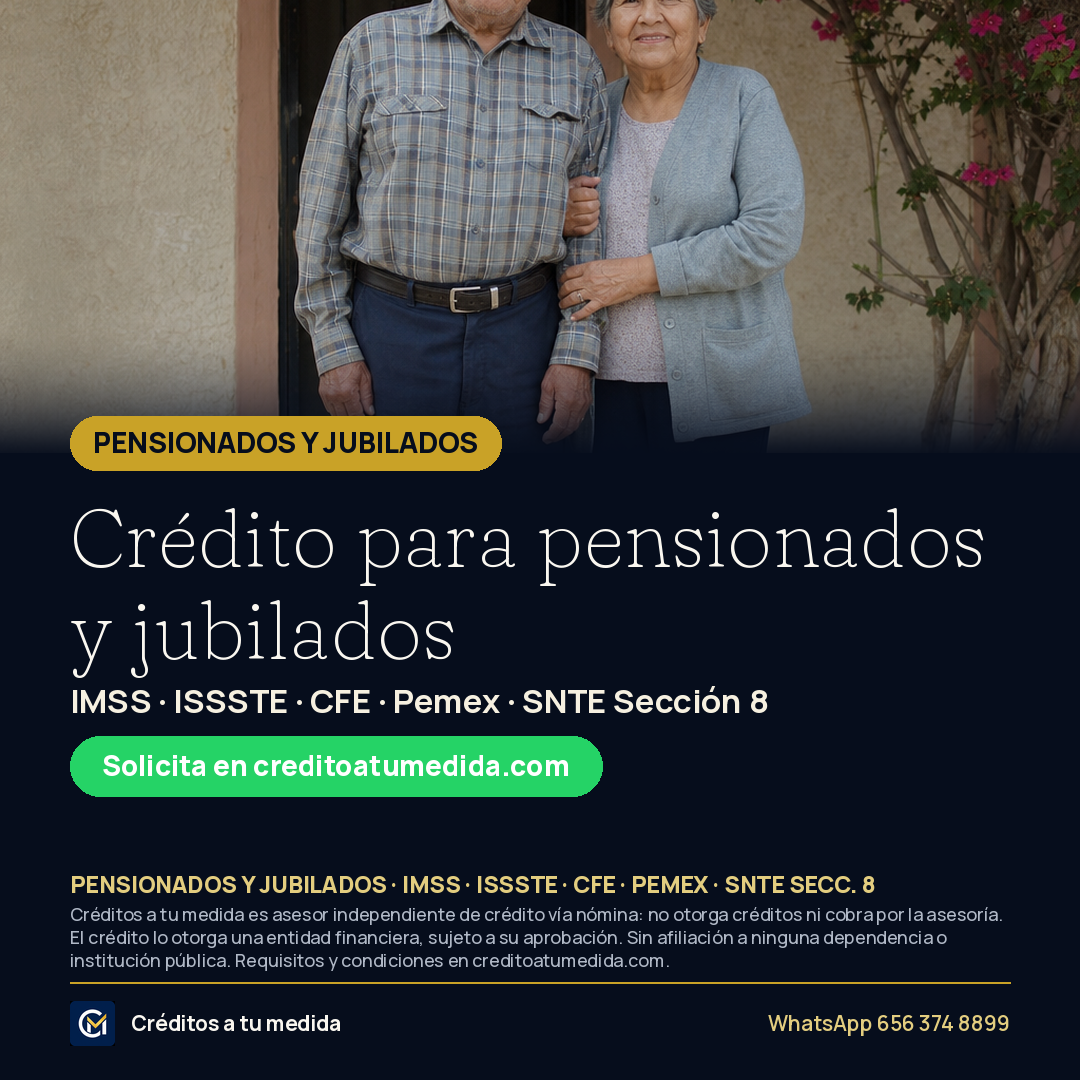 PENSIONADOS Y JUBILADOS
Crédito para pensionados
y jubilados
IMSS · ISSSTE · CFE · Pemex · SNTE Sección 8
Solicita en creditoatumedida.com
PENSIONADOS Y JUBILADOS · IMSS · ISSSTE · CFE · PEMEX · SNTE SECC. 8
Créditos a tu medida es asesor independiente de crédito vía nómina: no otorga créditos ni cobra por la asesoría.
El crédito lo otorga una entidad financiera, sujeto a su aprobación. Sin afiliación a ninguna dependencia o
institución pública. Requisitos y condiciones en creditoatumedida.com.
Créditos a tu medida
WhatsApp 656 374 8899